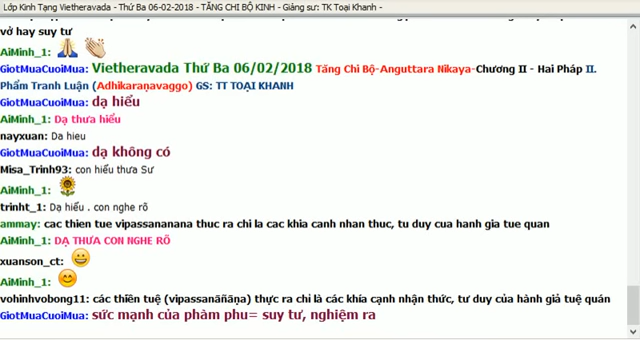 Lớp Kinh Tạng Vietheravada - Thứ Ba 06-02-2018 - TĂNG CHI BỘ KINH - Giảng sư: TK Toại Khanh -
vở hay suy tư
AiMinh_1:
GiotMuaCuoiMua: Vietheravada Thứ Ba 06/02/2018 Tăng Chi Bộ-Anguttara Nikaya-Chương II - Hai Pháp II.
Phẩm Tranh Luận (Adhikaraṇavaggo) GS: TT TOẠI KHANH
GiotMuaCuoiMua: dạ hiểu
AiMinh_1: Dạ thưa hiểu
nayxuan: Da hieu
GiotMuaCuoiMua: dạ không có
Misa_Trinh93: con hiểu thưa Sư
AiMinh_1:
trinht_1: Dạ hiểu . con nghe rõ
ammay: cac thien tue vipassanananana thuc ra chi la cac khia canh nhan thuc, tu duy cua hanh gia tue quan
AiMinh_1: DẠ THƯA CON NGHE RÕ
xuanson_ct:
AiMinh_1:
vohinhvobong11: các thiền tuệ (vipassanāñāṇa) thực ra chỉ là các khía cạnh nhận thức, tư duy của hành giả tuệ quán
GiotMuaCuoiMua: sức mạnh của phàm phu= suy tư, nghiệm ra